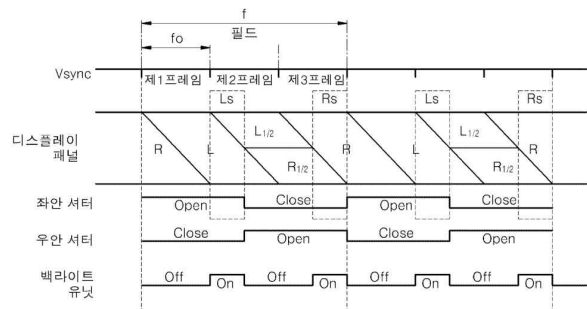 f
필드
fo
Vsync
제1프레임 제2프레임 제3프레임
Ls Rs Ls Rs
디스플레이
패널
R L L1/2 R1/2 R L L1/2 R1/2 R
좌안 셔터
Open Close Open Close
우안 셔터
Close Open Close Open
백라이트
유닛
Off On Off On Off On Off On